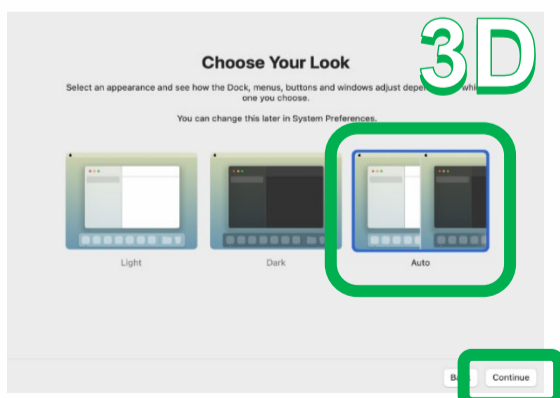 3D
Choose Your Look
Select an appearance and see how the Dock, menus, buttons and windows adjust
one you choose.
You can change this later in System Preferences.
Light
Dark
Auto
Continue